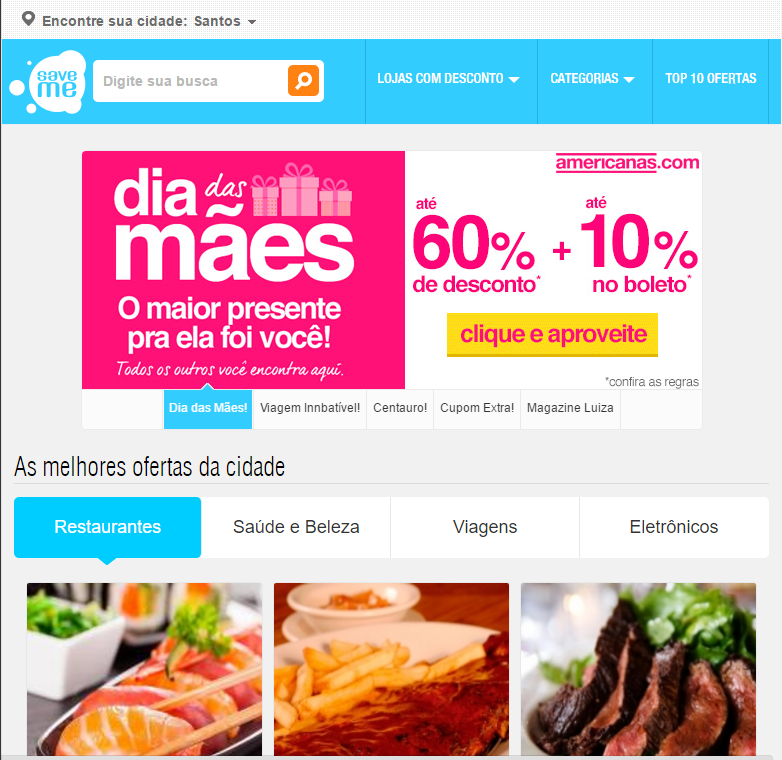 Encontre sua cidade: Santos
save
me
Digite sua busca
LOJAS COM DESCONTO
CATEGORIAS
TOP 10 OFERTAS
dia das
mães
O maior presente
pra ela foi você!
Todos os outros você encontra aqui.
americanas.com
até
60%
de desconto*
+
até
10%
no boleto*
clique e aproveite
*confira as regras
Dia das Mães!
Viagem Innbatível!
Centauro!
Cupom Extra!
Magazine Luiza
As melhores ofertas da cidade
Restaurantes
Saúde e Beleza
Viagens
Eletrônicos